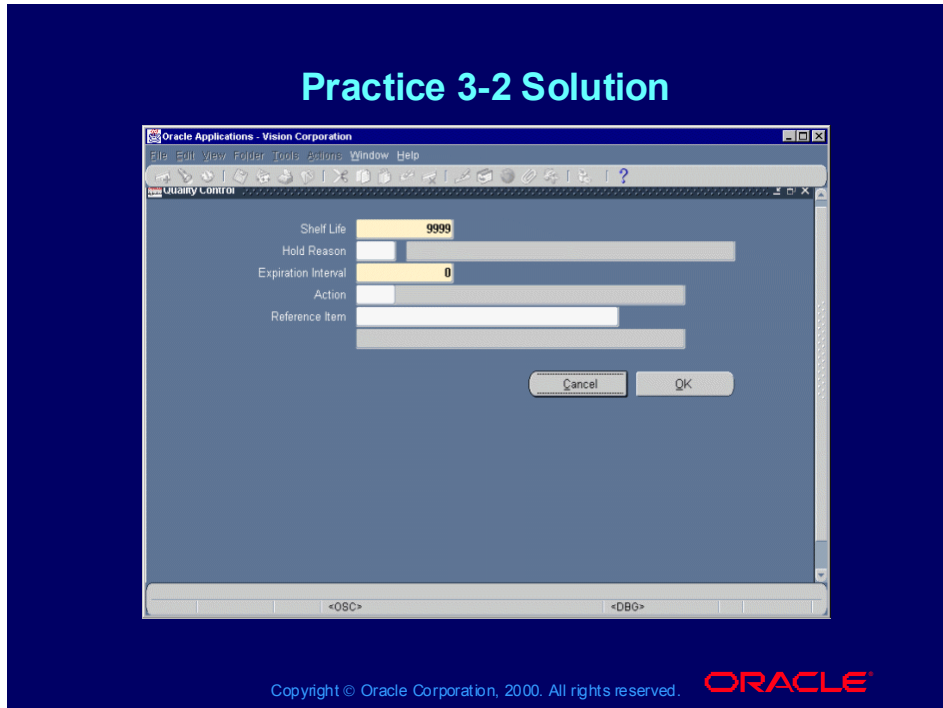 Practice 3-2 Solution
Oracle Applications - Vision Corporation
File Edit View Folder Tools Actions Window Help
?
Quality Control
Shelf Life 9999
Hold Reason
Expiration Interval 0
Action
Reference Item
Cancel OK
<OSC> <DBG>
Copyright © Oracle Corporation, 2000. All rights reserved. ORACLE®